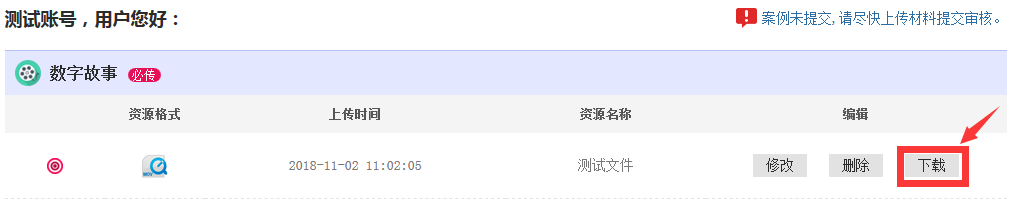 测试账号，用户您好：
案例未提交, 请尽快上传材料提交审核。
数字故事 必传
资源格式 上传时间 资源名称 编辑
MOV 2018-11-02 11:02:05 测试文件 修改 删除 下载